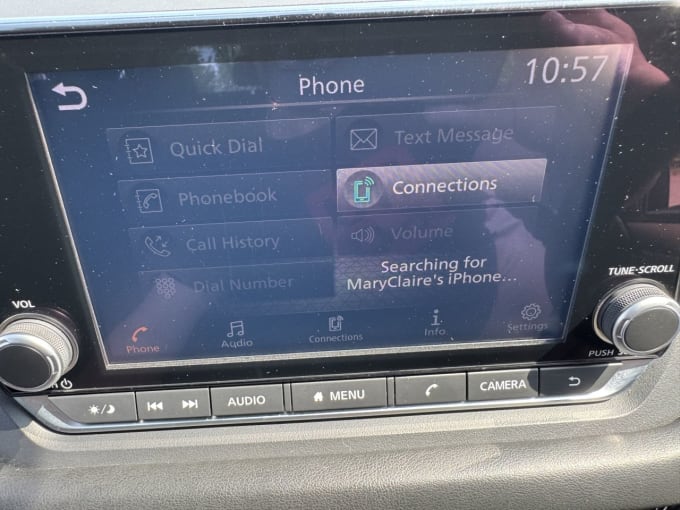 Phone
10:57
Quick Dial
Text Message
Phonebook
Connections
Call History
Volume
Dial Number
Searching for
MaryClaire's iPhone...
Phone
Audio
Connections
Info
Settings
VOL
TUNE·SCROLL
PUSH
AUDIO
MENU
CAMERA